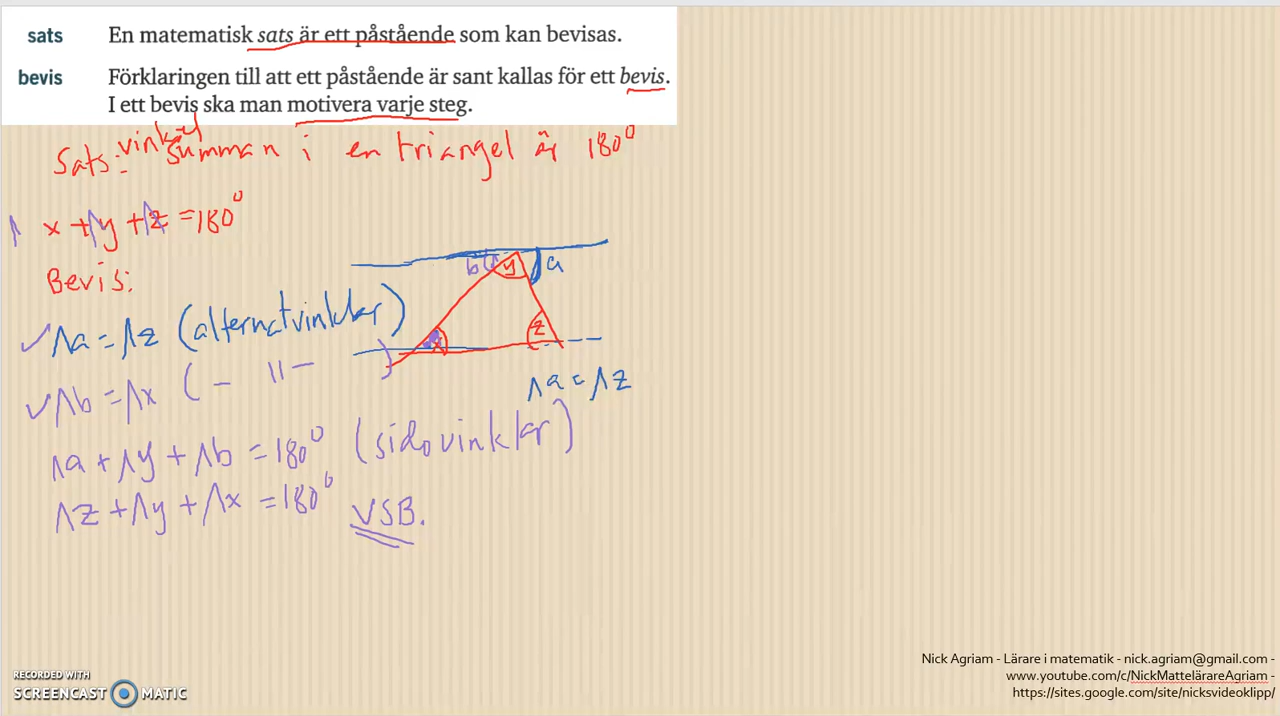 sats En matematisk sats är ett påstående som kan bevisas.
bevis Förklaringen till att ett påstående är sant kallas för ett bevis.
I ett bevis ska man motivera varje steg.
Sats: vinkelsumman i en triangel är 180°
∧x + ∧y + ∧z = 180°
Bevis:
b y a
x z
✓ ∧a = ∧z (alternatvinklar)
✓ ∧b = ∧x ( – 11 – )
∧a = ∧z
∧a + ∧y + ∧b = 180° (sidovinklar)
∧z + ∧y + ∧x = 180° VSB.
Nick Agriam - Lärare i matematik - nick.agriam@gmail.com -
www.youtube.com/c/NickMattelärareAgriam -
https://sites.google.com/site/nicksvideoklipp/
RECORDED WITH
SCREENCAST MATIC